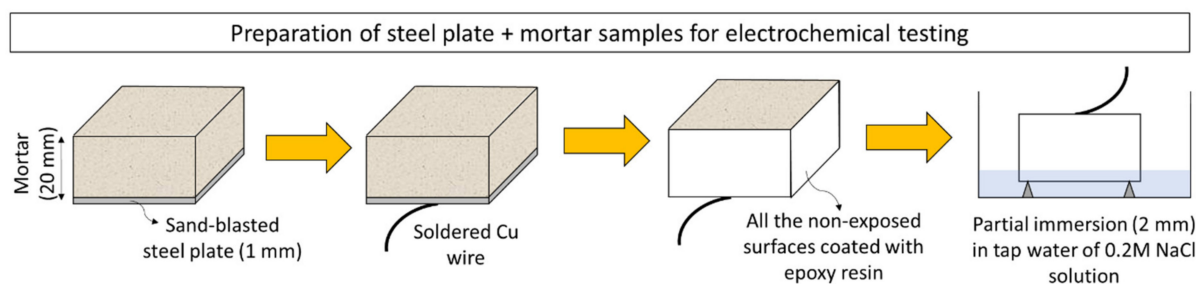 Preparation of steel plate + mortar samples for electrochemical testing
Mortar
(20 mm)
Sand-blasted
steel plate (1 mm)
Soldered Cu
wire
All the non-exposed
surfaces coated with
epoxy resin
Partial immersion (2 mm)
in tap water of 0.2M NaCl
solution